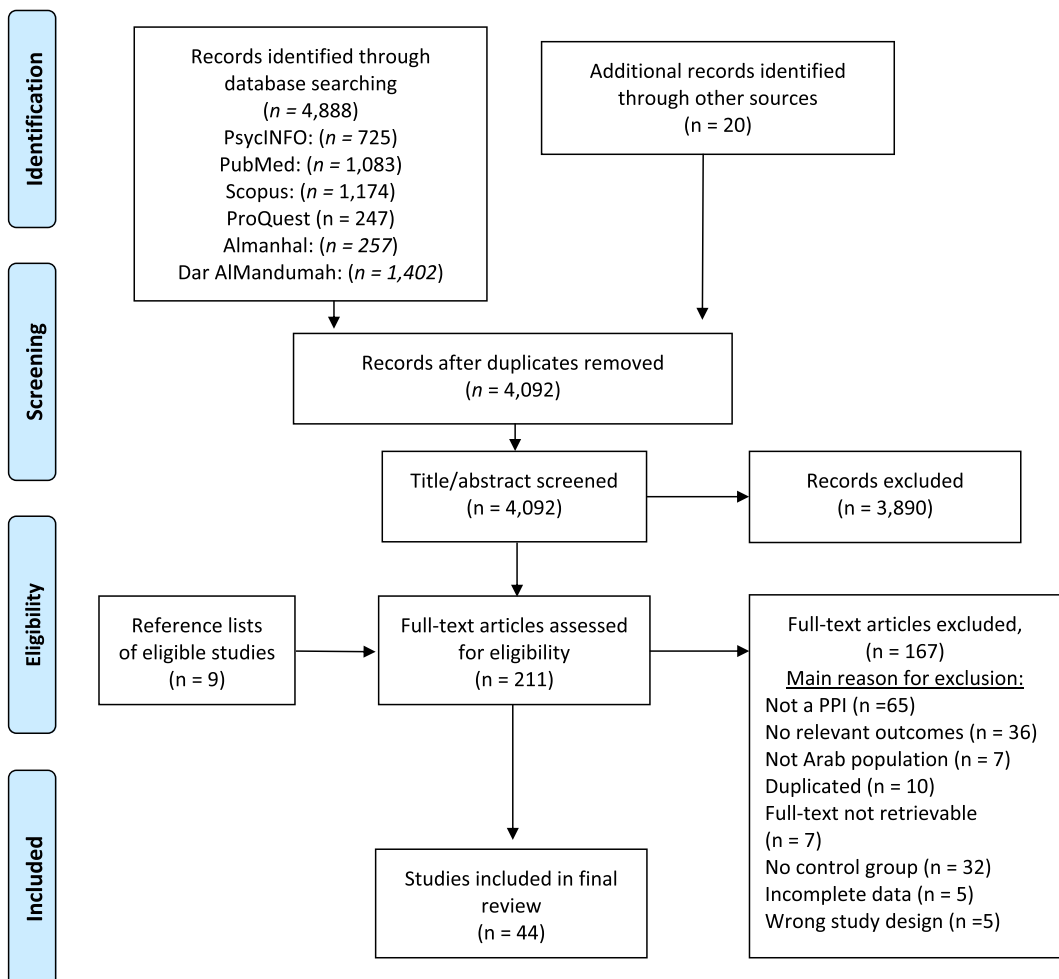 Identification
Records identified through
database searching
(n = 4,888
PsycINFO: (n = 725)
PubMed: (n = 1,083)
Scopus: (n = 1,174)
ProQuest (n = 247)
Almanhal: (n = 257)
Dar AlMandumah: (n = 1,402)
Additional records identified
through other sources
(n = 20)
Screening
Records after duplicates removed
(n = 4,092)
Title/abstract screened
(n = 4,092)
Records excluded
(n = 3,890)
Eligibility
Reference lists
of eligible studies
(n = 9)
Full-text articles assessed
for eligibility
(n = 211)
Full-text articles excluded,
(n = 167)
Main reason for exclusion:
Not a PPI (n =65)
No relevant outcomes (n = 36)
Not Arab population (n = 7)
Duplicated (n = 10)
Full-text not retrievable
(n = 7)
No control group (n = 32)
Incomplete data (n = 5)
Wrong study design (n =5)
Included
Studies included in final
review
(n = 44)